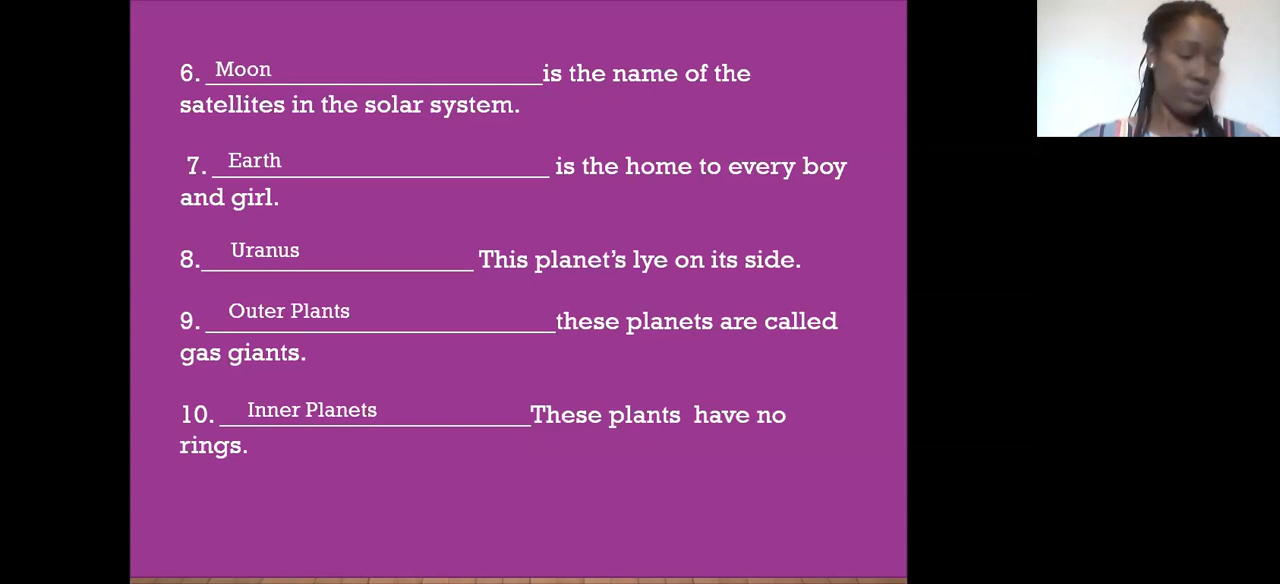 6. Moon is the name of the
satellites in the solar system.
7. Earth is the home to every boy
and girl.
8. Uranus This planet's lye on its side.
9. Outer Plants these planets are called
gas giants.
10. Inner Planets These plants have no
rings.